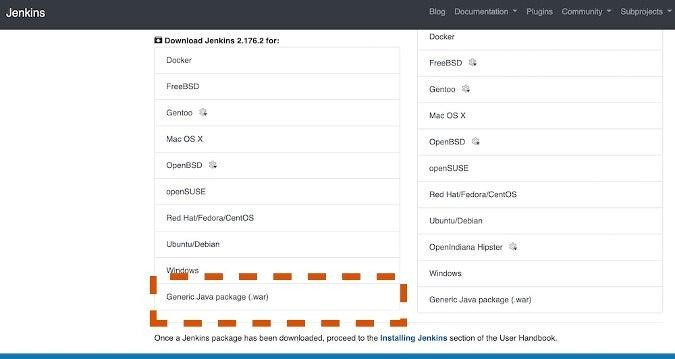 Jenkins
Blog Documentation Plugins Community Subprojects
Download Jenkins 2.176.2 for:
Docker
FreeBSD
Gentoo
Mac OS X
OpenBSD
openSUSE
Red Hat/Fedora/CentOS
Ubuntu/Debian
Windows
Generic Java package (.war)
Docker
FreeBSD
Gentoo
Mac OS X
OpenBSD
openSUSE
Red Hat/Fedora/CentOS
Ubuntu/Debian
OpenIndiana Hipster
Windows
Generic Java package (.war)
Once a Jenkins package has been downloaded, proceed to the Installing Jenkins section of the User Handbook.